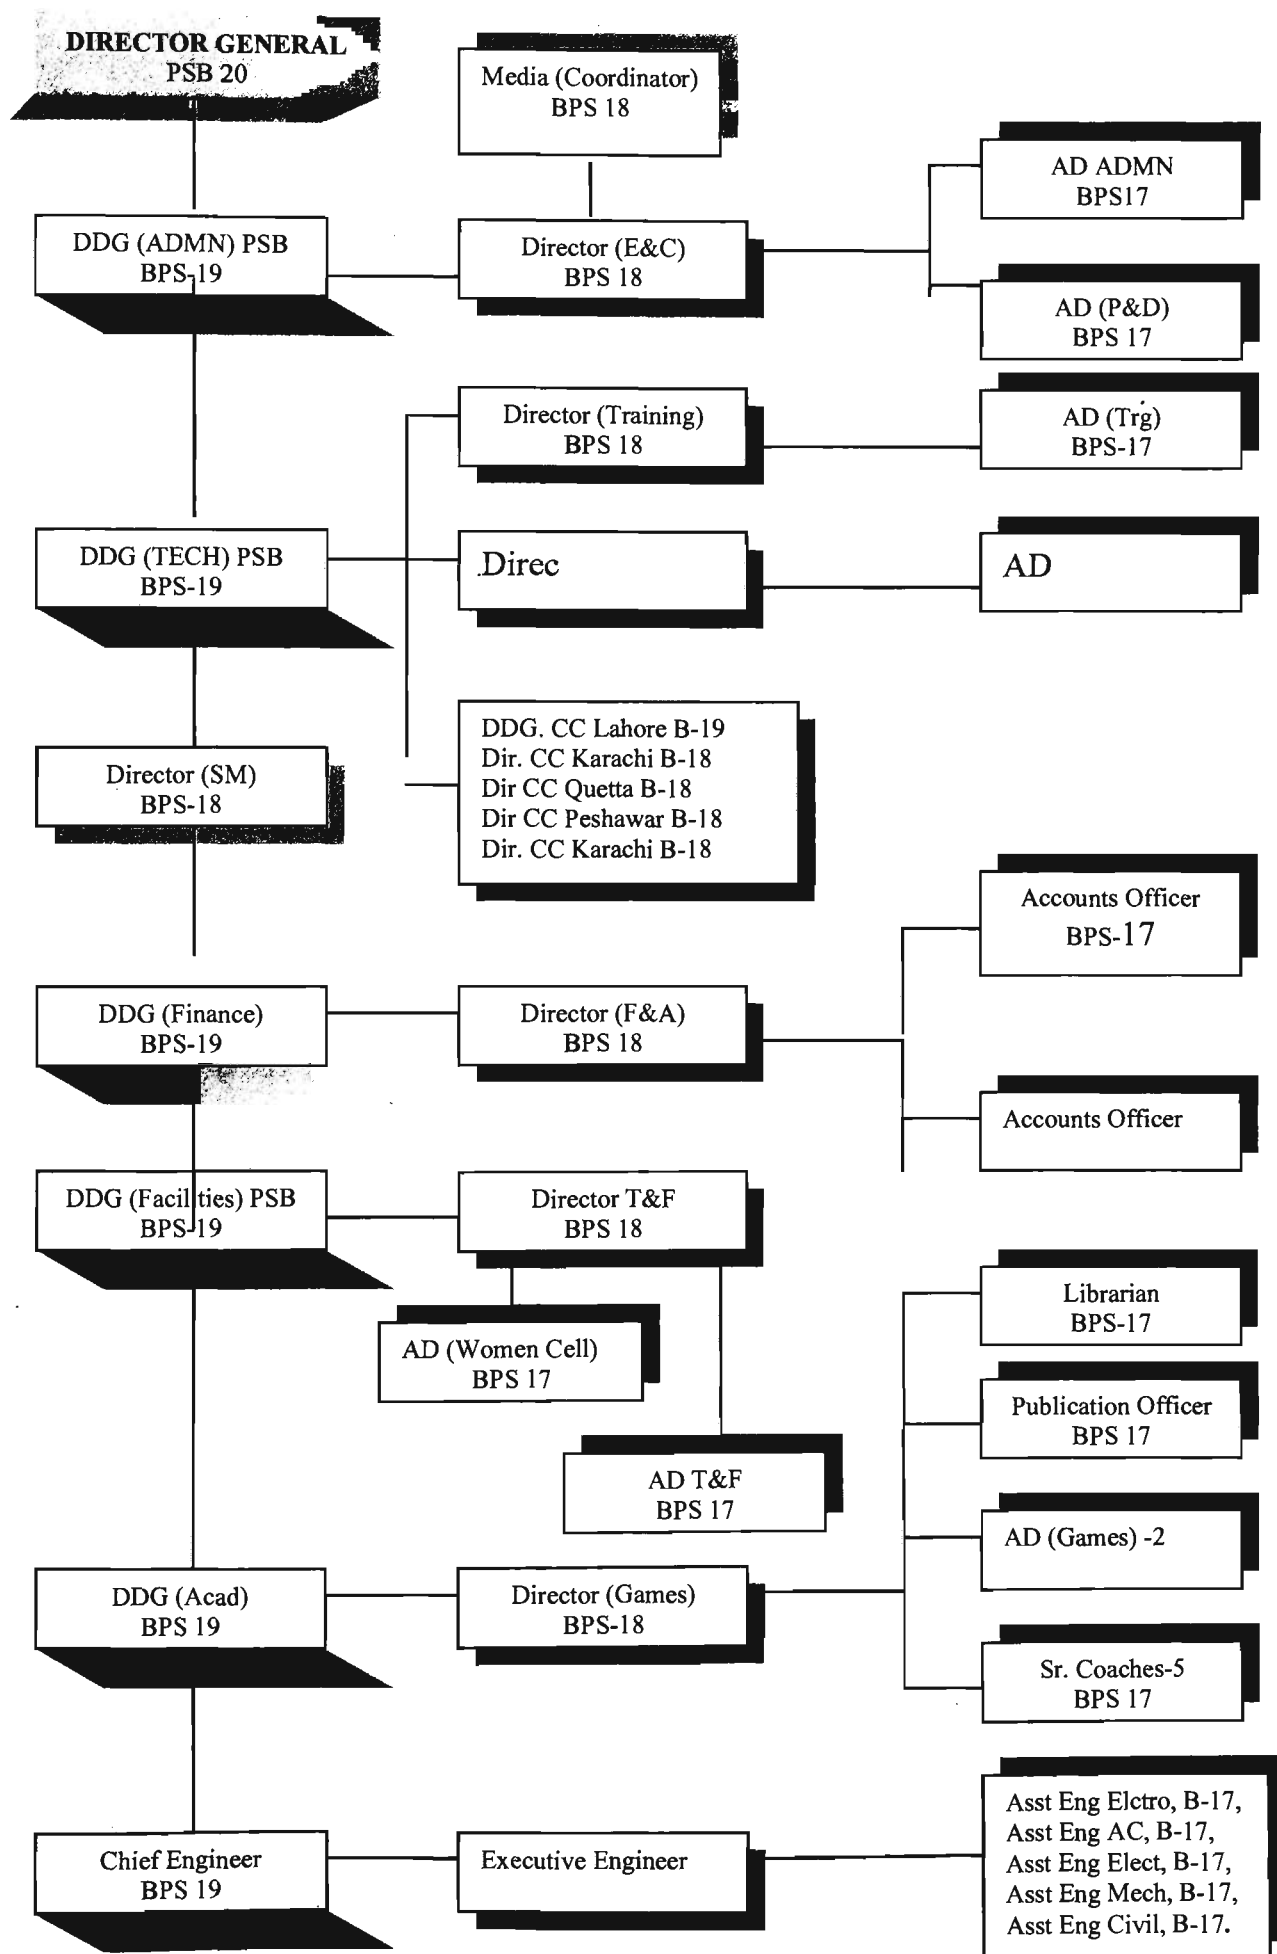 DIRECTOR GENERAL
PSB 20
Media (Coordinator)
BPS 18
AD ADMN
BPS17
DDG (ADMN) PSB
BPS-19
Director (E&C)
BPS 18
AD (P&D)
BPS 17
Director (Training)
BPS 18
AD (Trg)
BPS-17
DDG (TECH) PSB
BPS-19
.Direc
AD
DDG. CC Lahore B-19
Dir. CC Karachi B-18
Dir CC Quetta B-18
Dir CC Peshawar B-18
Dir. CC Karachi B-18
Director (SM)
BPS-18
Accounts Officer
BPS-17
DDG (Finance)
BPS-19
Director (F&A)
BPS 18
Accounts Officer
DDG (Facilities) PSB
BPS-19
Director T&F
BPS 18
AD (Women Cell)
BPS 17
AD T&F
BPS 17
Librarian
BPS-17
Publication Officer
BPS 17
AD (Games) -2
DDG (Acad)
BPS 19
Director (Games)
BPS-18
Sr. Coaches-5
BPS 17
Chief Engineer
BPS 19
Executive Engineer
Asst Eng Elctro, B-17,
Asst Eng AC, B-17,
Asst Eng Elect, B-17,
Asst Eng Mech, B-17,
Asst Eng Civil, B-17.